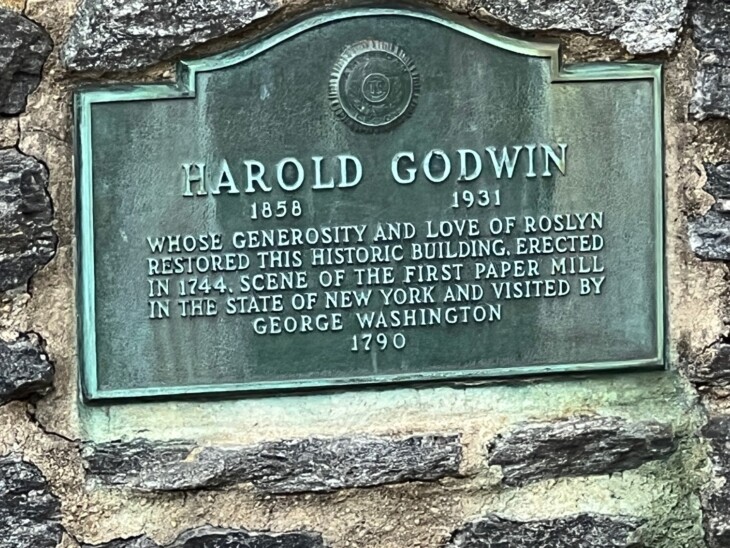 HAROLD GODWIN
1858 1931
WHOSE GENEROSITY AND LOVE OF ROSLYN
RESTORED THIS HISTORIC BUILDING, ERECTED
IN 1744. SCENE OF THE FIRST PAPER MILL
IN THE STATE OF NEW YORK AND VISITED BY
GEORGE WASHINGTON
1790